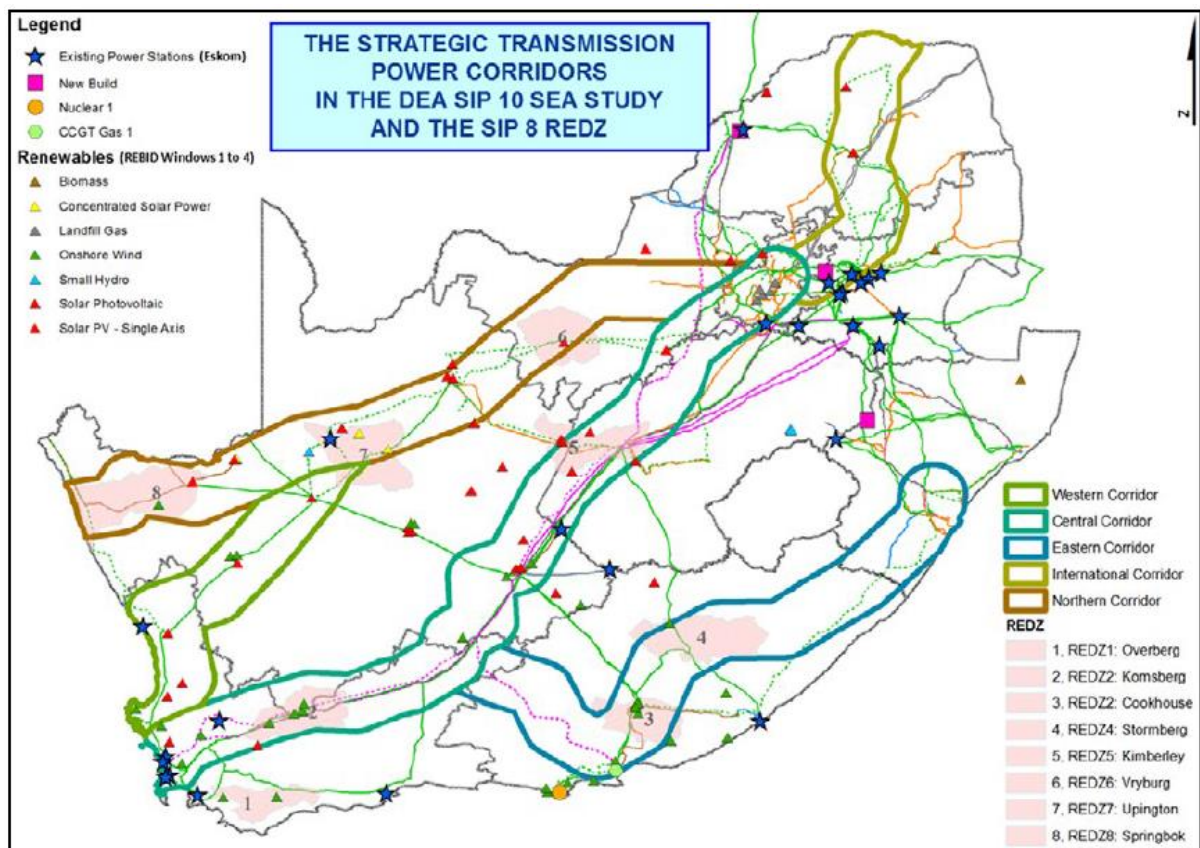 Legend
Existing Power Stations (Eskom)
New Build
Nuclear 1
CCGT Gas 1
Renewables (REBID Windows 1 to 4)
Biomass
Concentrated Solar Power
Landfill Gas
Onshore Wind
Small Hydro
Solar Photovoltaic
Solar PV - Single Axis
THE STRATEGIC TRANSMISSION
POWER CORRIDORS
IN THE DEA SIP 10 SEA STUDY
AND THE SIP 8 REDZ
N
6
5
7
8
4
2
3
1
Western Corridor
Central Corridor
Eastern Corridor
International Corridor
Northern Corridor
REDZ
1, REDZ1: Overberg
2, REDZ2: Komsberg
3, REDZ2: Cookhouse
4, REDZ4: Stormberg
5, REDZ5: Kimberley
6, REDZ6: Vryburg
7, REDZ7: Upington
8, REDZ8: Springbok